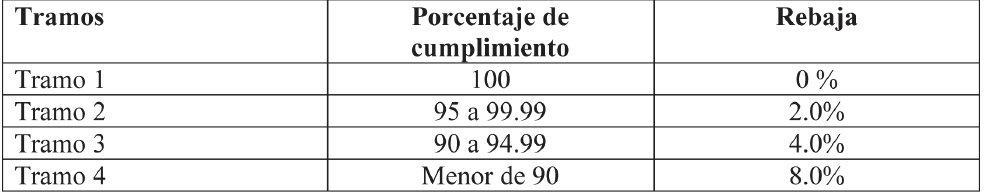 Tramos Porcentaje de Rebaja
cumplimiento
Tramo 1 100 0 %
Tramo 2 95 a 99.99 2.0%
Tramo 3 90 a 94.99 4.0%
Tramo 4 Menor de 90 8.0%